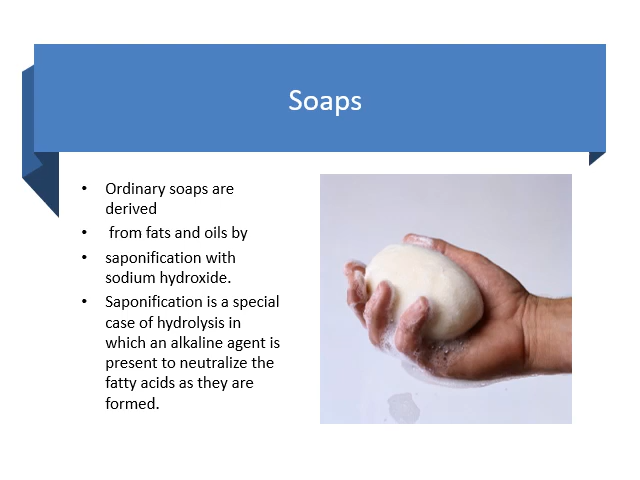 Soaps
• Ordinary soaps are
derived
• from fats and oils by
• saponification with
sodium hydroxide.
• Saponification is a special
case of hydrolysis in
which an alkaline agent is
present to neutralize the
fatty acids as they are
formed.